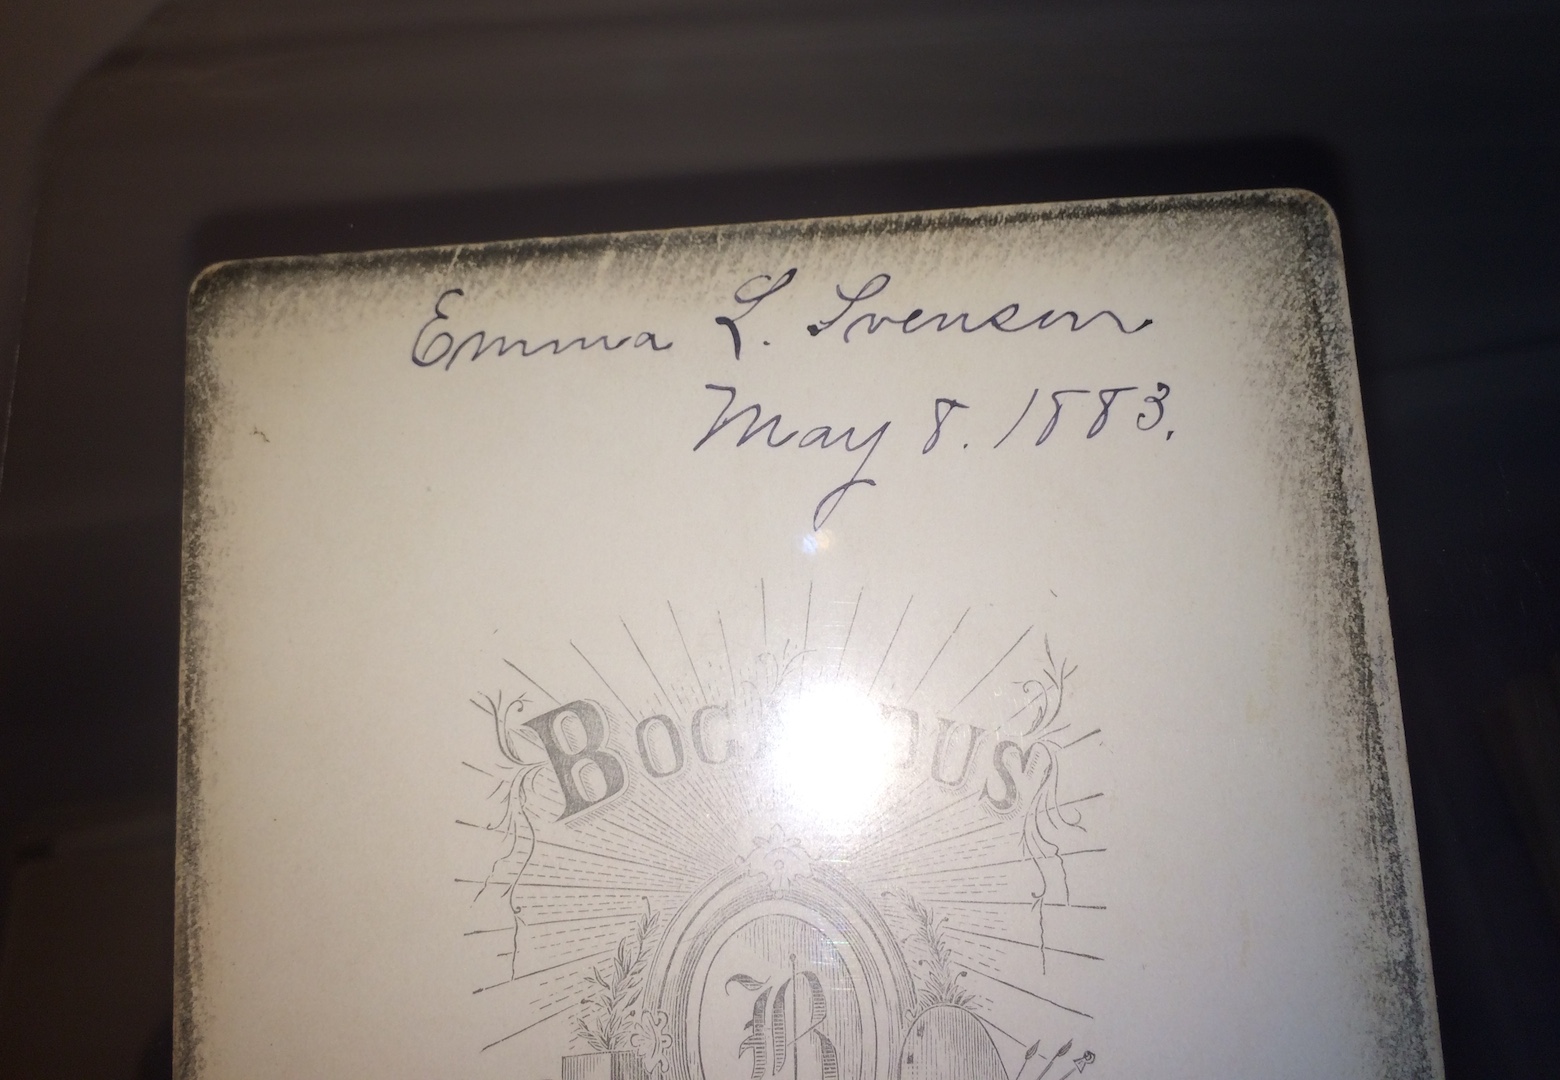 Emma L. Svenson
May 8. 1883.
B